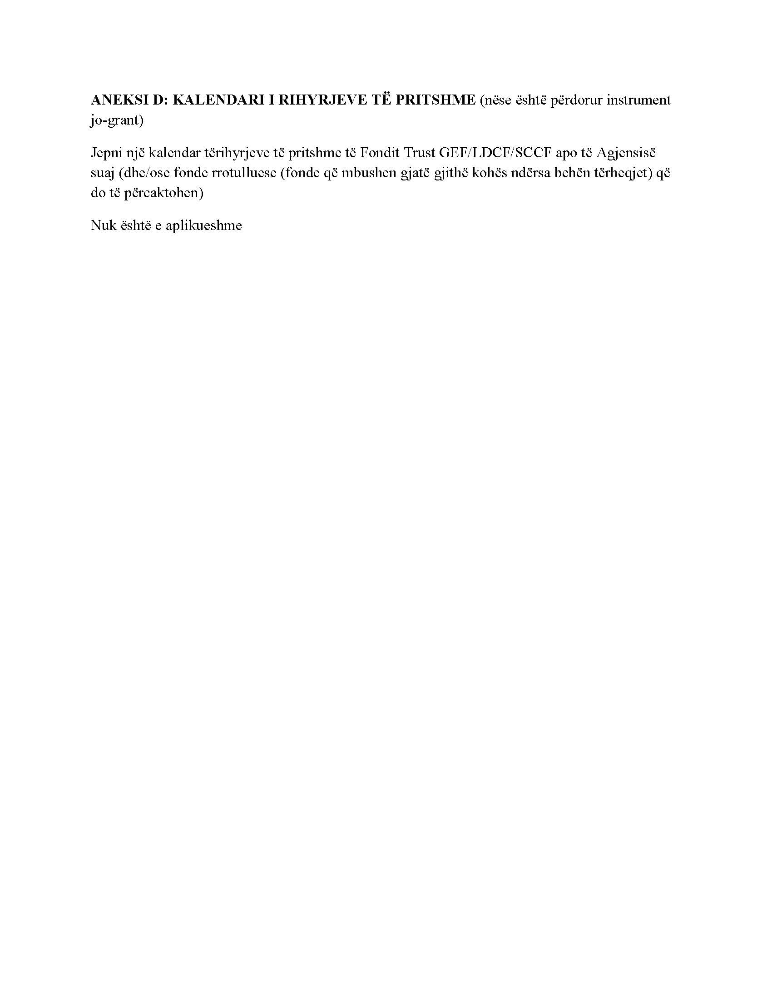 ANEKSI D: KALENDARI I RIHYRJEVE TË PRITSHME (nëse është përdorur instrument
jo-grant)
Jepni një kalendar tërihyrjeve të pritshme të Fondit Trust GEF/LDCF/SCCF apo të Agjensisë
suaj (dhe/ose fonde rrotulluese (fonde që mbushen gjatë gjithë kohës ndërsa behën tërheqjet) që
do të përcaktohen)
Nuk është e aplikueshme